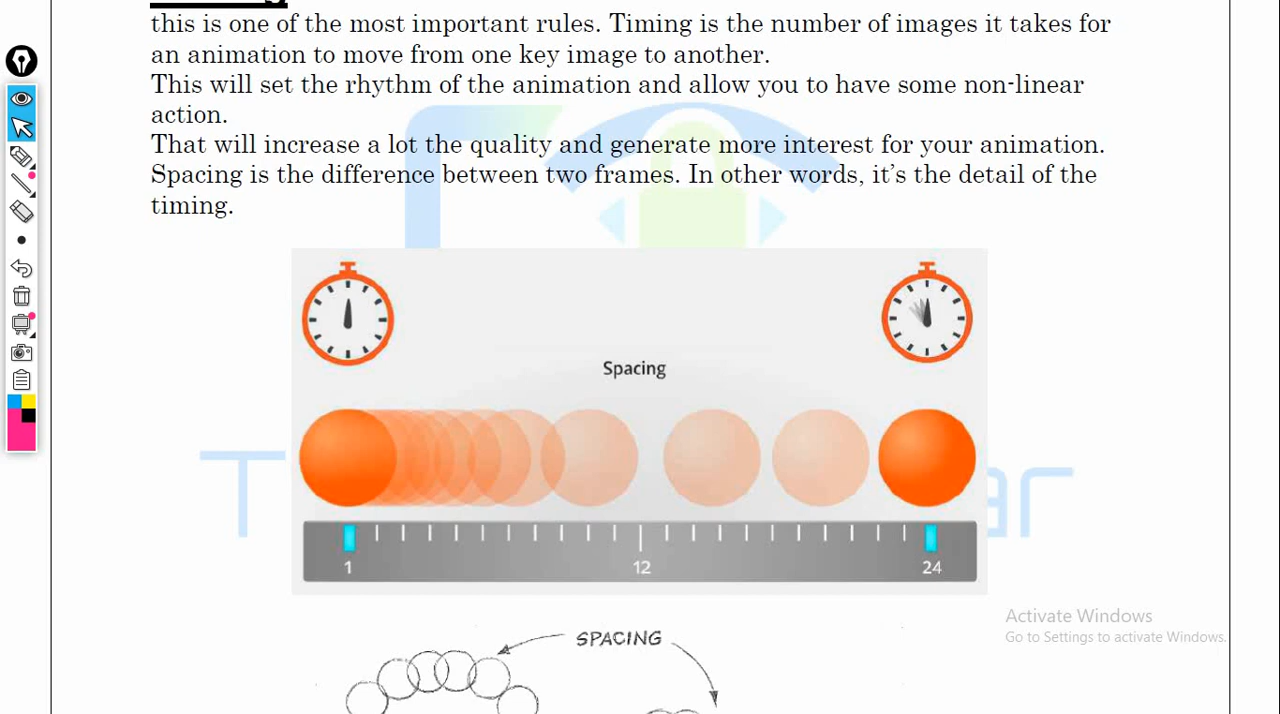 this is one of the most important rules. Timing is the number of images it takes for
an animation to move from one key image to another.
This will set the rhythm of the animation and allow you to have some non-linear
action.
That will increase a lot the quality and generate more interest for your animation.
Spacing is the difference between two frames. In other words, it’s the detail of the
timing.
Spacing
1 12 24
Activate Windows
Go to Settings to activate Windows.
SPACING